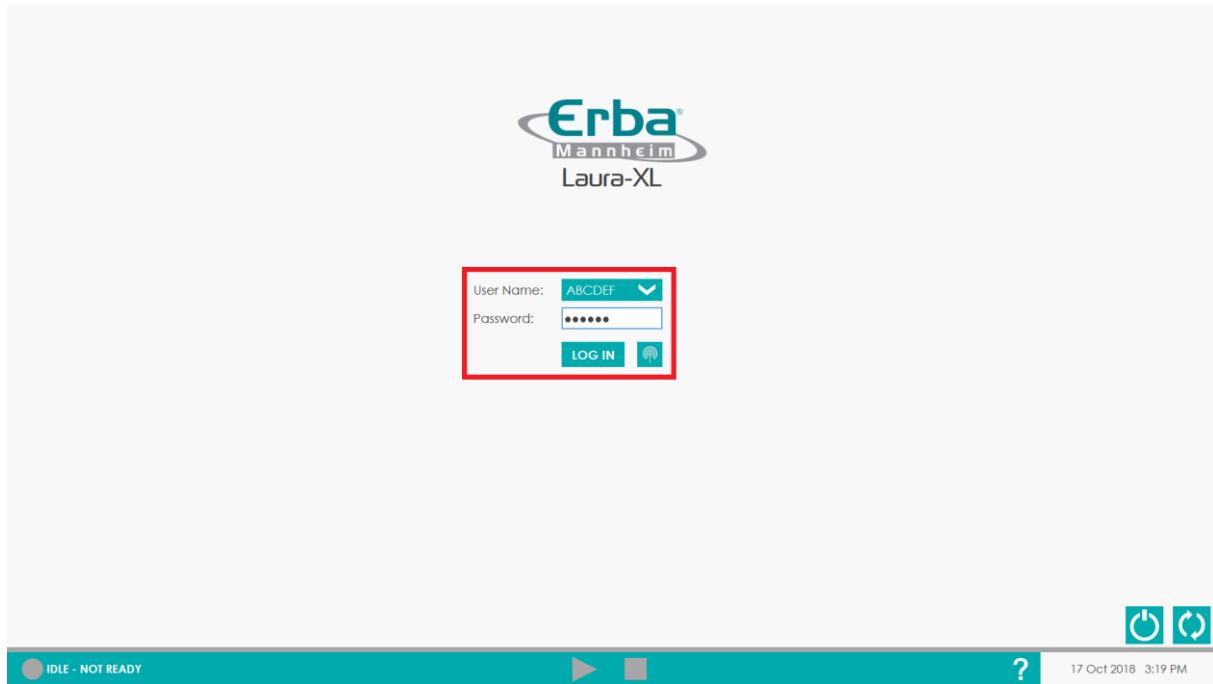 Erba®
Mannheim
Laura-XL
User Name: ABCDEF
Password: ••••••
LOG IN
IDLE - NOT READY
? 17 Oct 2018 3:19 PM